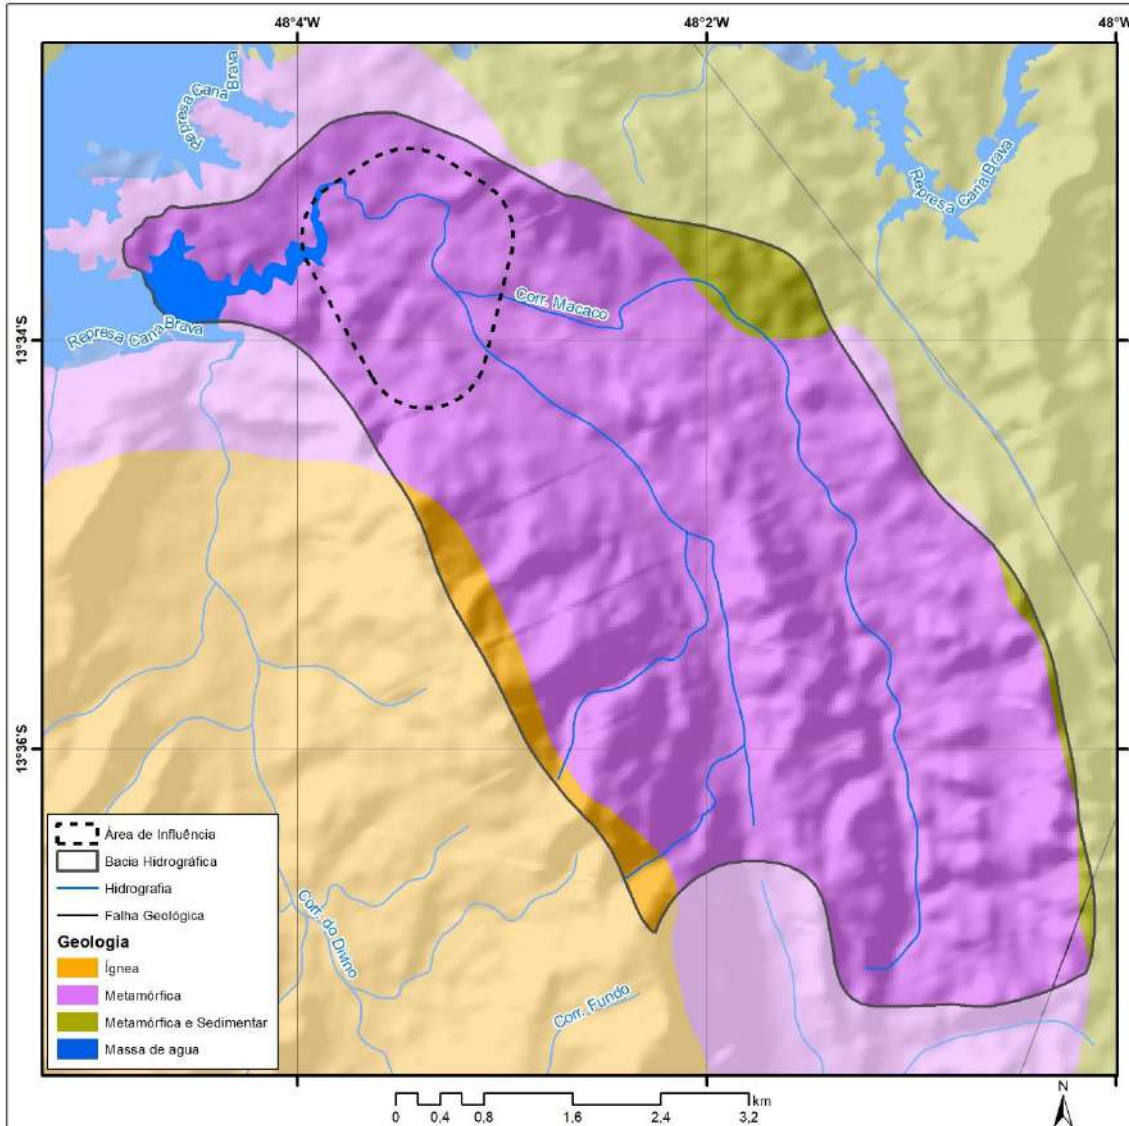 48°4'W
48°2'W
48°W
Represa Cana Brava
Represa Cana Brava
Corr. Macaco
Represa Cana Brava
13°34'S
13°36'S
Área de Influência
Bacia Hidrográfica
Hidrografia
Falha Geológica
Geologia
Ígnea
Metamórfica
Metamórfica e Sedimentar
Massa de agua
Corr. do Divino
Corr. Fundo
N
km
0 0,4 0,8 1,6 2,4 3,2